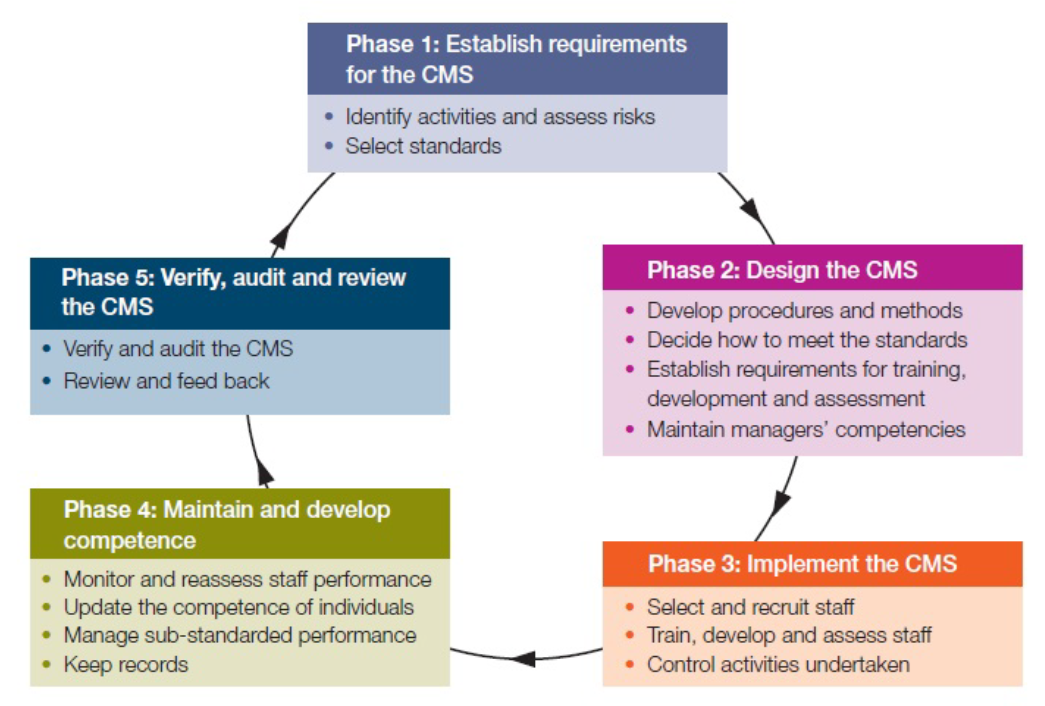 Phase 1: Establish requirements
for the CMS
• Identify activities and assess risks
• Select standards
Phase 2: Design the CMS
• Develop procedures and methods
• Decide how to meet the standards
• Establish requirements for training,
development and assessment
• Maintain managers’ competencies
Phase 3: Implement the CMS
• Select and recruit staff
• Train, develop and assess staff
• Control activities undertaken
Phase 4: Maintain and develop
competence
• Monitor and reassess staff performance
• Update the competence of individuals
• Manage sub-standarded performance
• Keep records
Phase 5: Verify, audit and review
the CMS
• Verify and audit the CMS
• Review and feed back